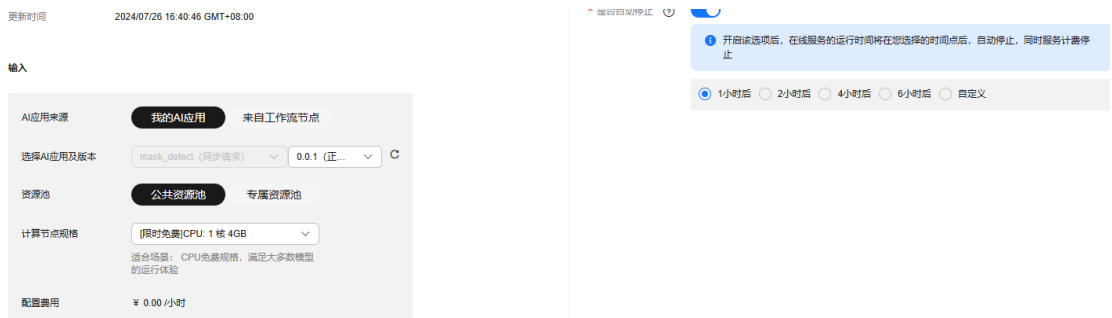 更新时间 2024/07/26 16:40:46 GMT+08:00
输入
AI应用来源 我的AI应用 来自工作流节点
选择AI应用及版本 mask_detect（同步请求） 0.0.1（正...
资源池 公共资源池 专属资源池
计算节点规格 [限时免费]CPU: 1 核 4GB
适合场景： CPU免费规格，满足大多数模型
的运行体验
配置费用 ¥ 0.00 /小时
* 是否自动停止
开启该选项后，在线服务的运行时间将在您选择的时间点后，自动停止，同时服务计费停
止
1小时后 2小时后 4小时后 6小时后 自定义